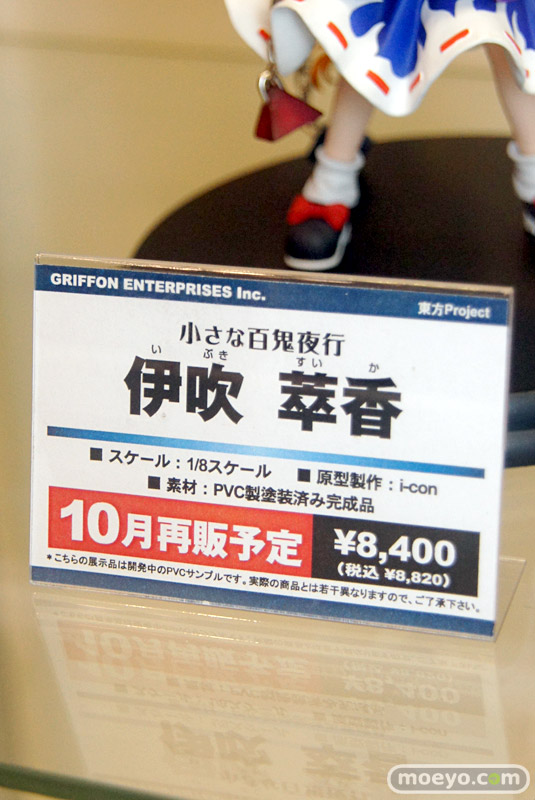 GRIFFON ENTERPRISES Inc.
東方Project
小さな百鬼夜行
いぶき すいか
伊吹 萃香
■ スケール：1/8スケール ■ 原型製作：i-con
■ 素材：PVC製塗装済み完成品
10月再販予定
¥8,400
(税込 ¥8,820)
＊こちらの展示品は開発中のPVCサンプルです。実際の商品とは若干異なりますので、ご了承下さい。
moeyo.com